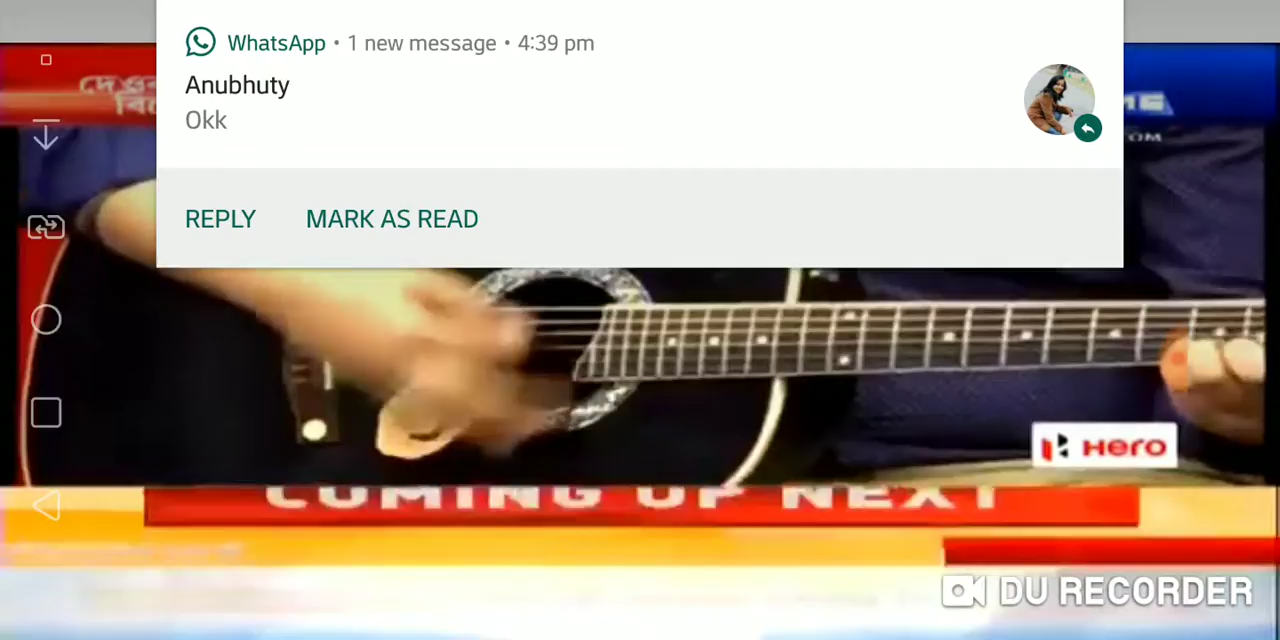 WhatsApp • 1 new message • 4:39 pm
Anubhuty
Okk
REPLY MARK AS READ
Hero
COMING UP NEXT
DU RECORDER